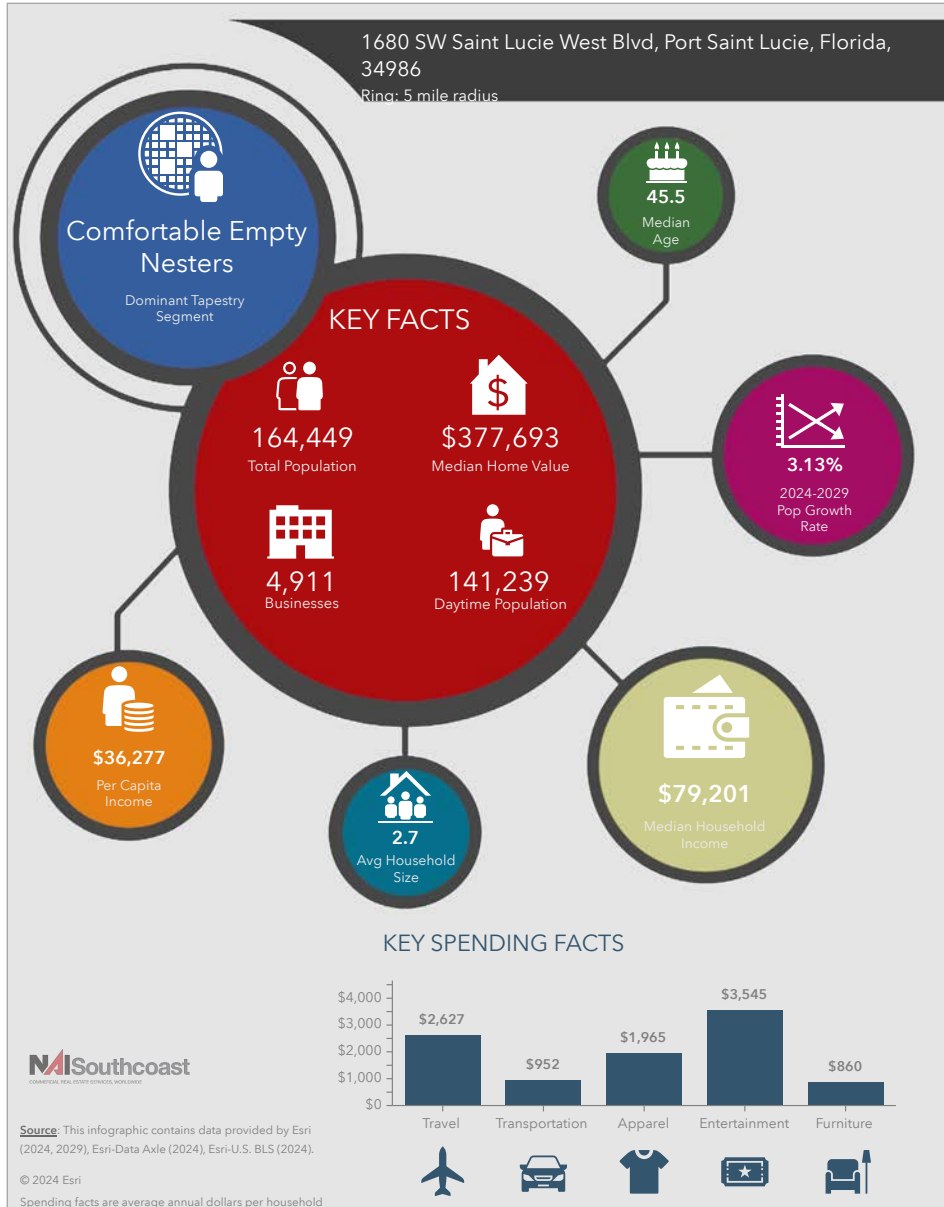 1680 SW Saint Lucie West Blvd, Port Saint Lucie, Florida,
34986
Ring: 5 mile radius
Comfortable Empty
Nesters
Dominant Tapestry
Segment
45.5
Median
Age
KEY FACTS
164,449
Total Population
$377,693
Median Home Value
4,911
Businesses
141,239
Daytime Population
3.13%
2024-2029
Pop Growth
Rate
$36,277
Per Capita
Income
2.7
Avg Household
Size
$79,201
Median Household
Income
KEY SPENDING FACTS
$4,000
$3,000
$2,000
$1,000
$0
$2,627
$952
$1,965
$3,545
$860
Travel
Transportation
Apparel
Entertainment
Furniture
NAISouthcoast
COMMERCIAL REAL ESTATE SERVICES, WORLDWIDE
Source: This infographic contains data provided by Esri
(2024, 2029), Esri-Data Axle (2024), Esri-U.S. BLS (2024).
© 2024 Esri
Spending facts are average annual dollars per household